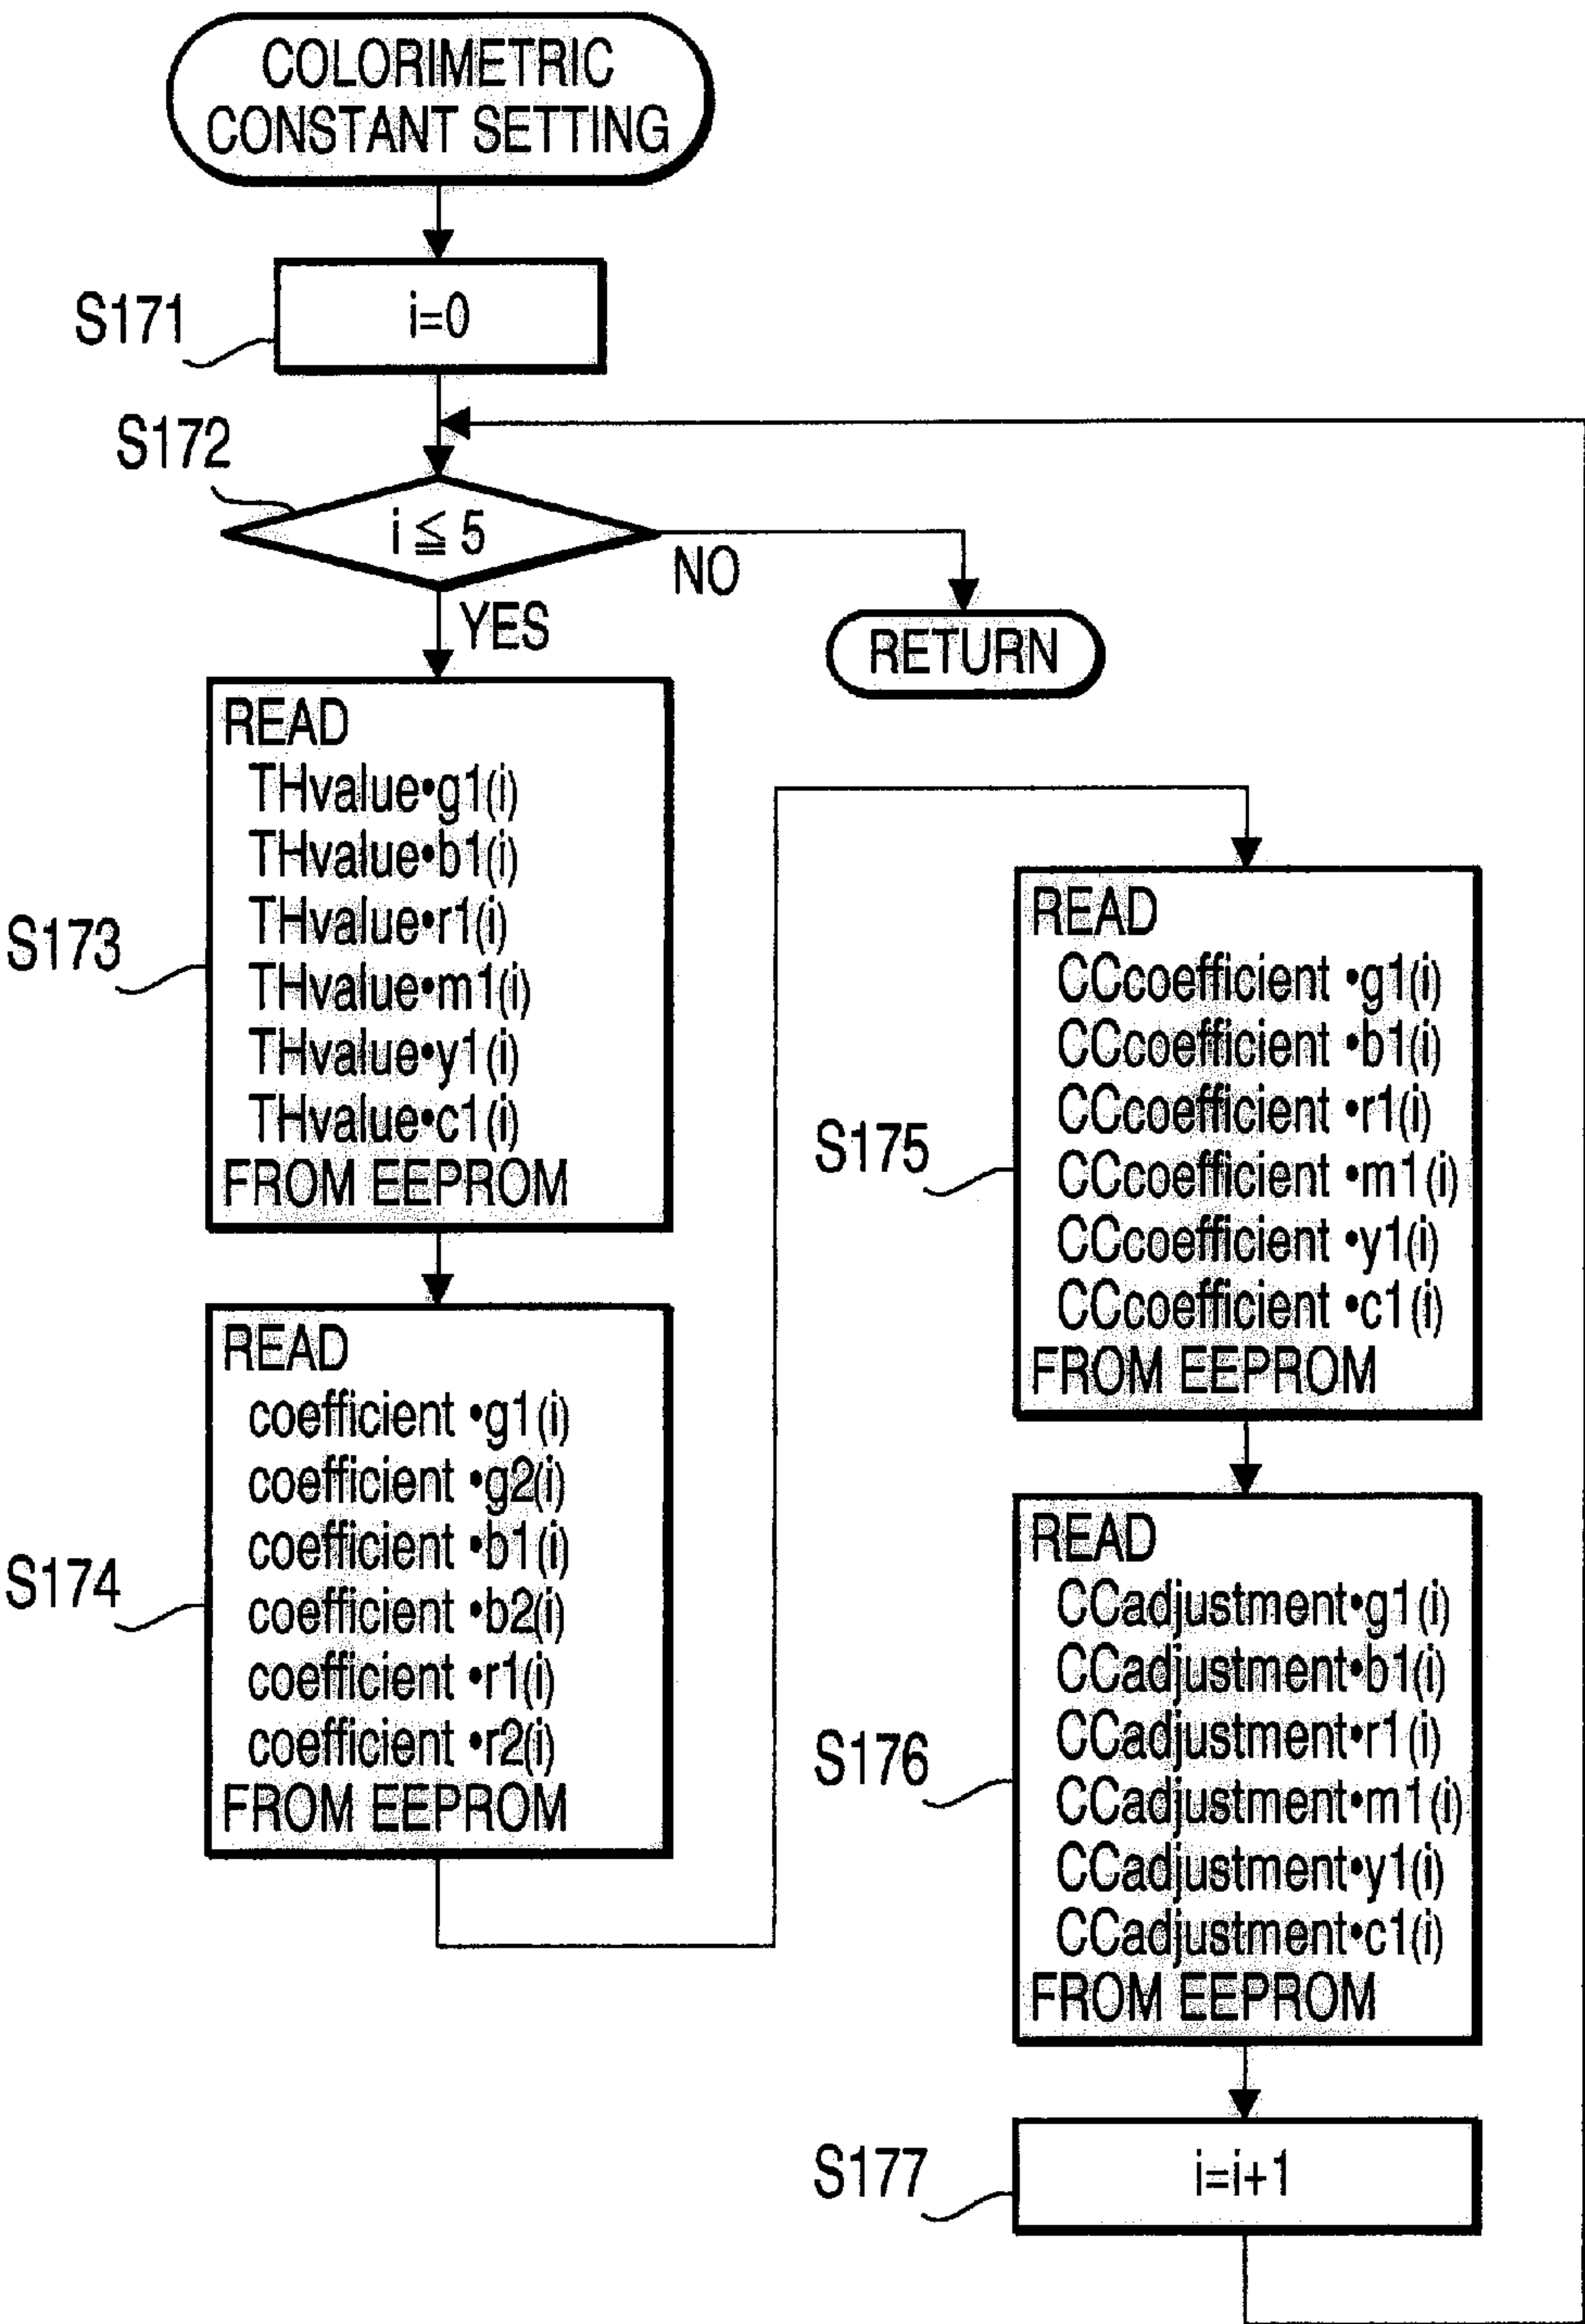 COLORIMETRIC
CONSTANT SETTING
S171
i=0
S172
i ≦ 5
NO
YES
RETURN
S173
READ
THvalue•g1(i)
THvalue•b1(i)
THvalue•r1(i)
THvalue•m1(i)
THvalue•y1(i)
THvalue•c1(i)
FROM EEPROM
S174
READ
coefficient •g1(i)
coefficient •g2(i)
coefficient •b1(i)
coefficient •b2(i)
coefficient •r1(i)
coefficient •r2(i)
FROM EEPROM
S175
READ
CCcoefficient •g1(i)
CCcoefficient •b1(i)
CCcoefficient •r1(i)
CCcoefficient •m1(i)
CCcoefficient •y1(i)
CCcoefficient •c1(i)
FROM EEPROM
S176
READ
CCadjustment•g1(i)
CCadjustment•b1(i)
CCadjustment•r1(i)
CCadjustment•m1(i)
CCadjustment•y1(i)
CCadjustment•c1(i)
FROM EEPROM
S177
i=i+1